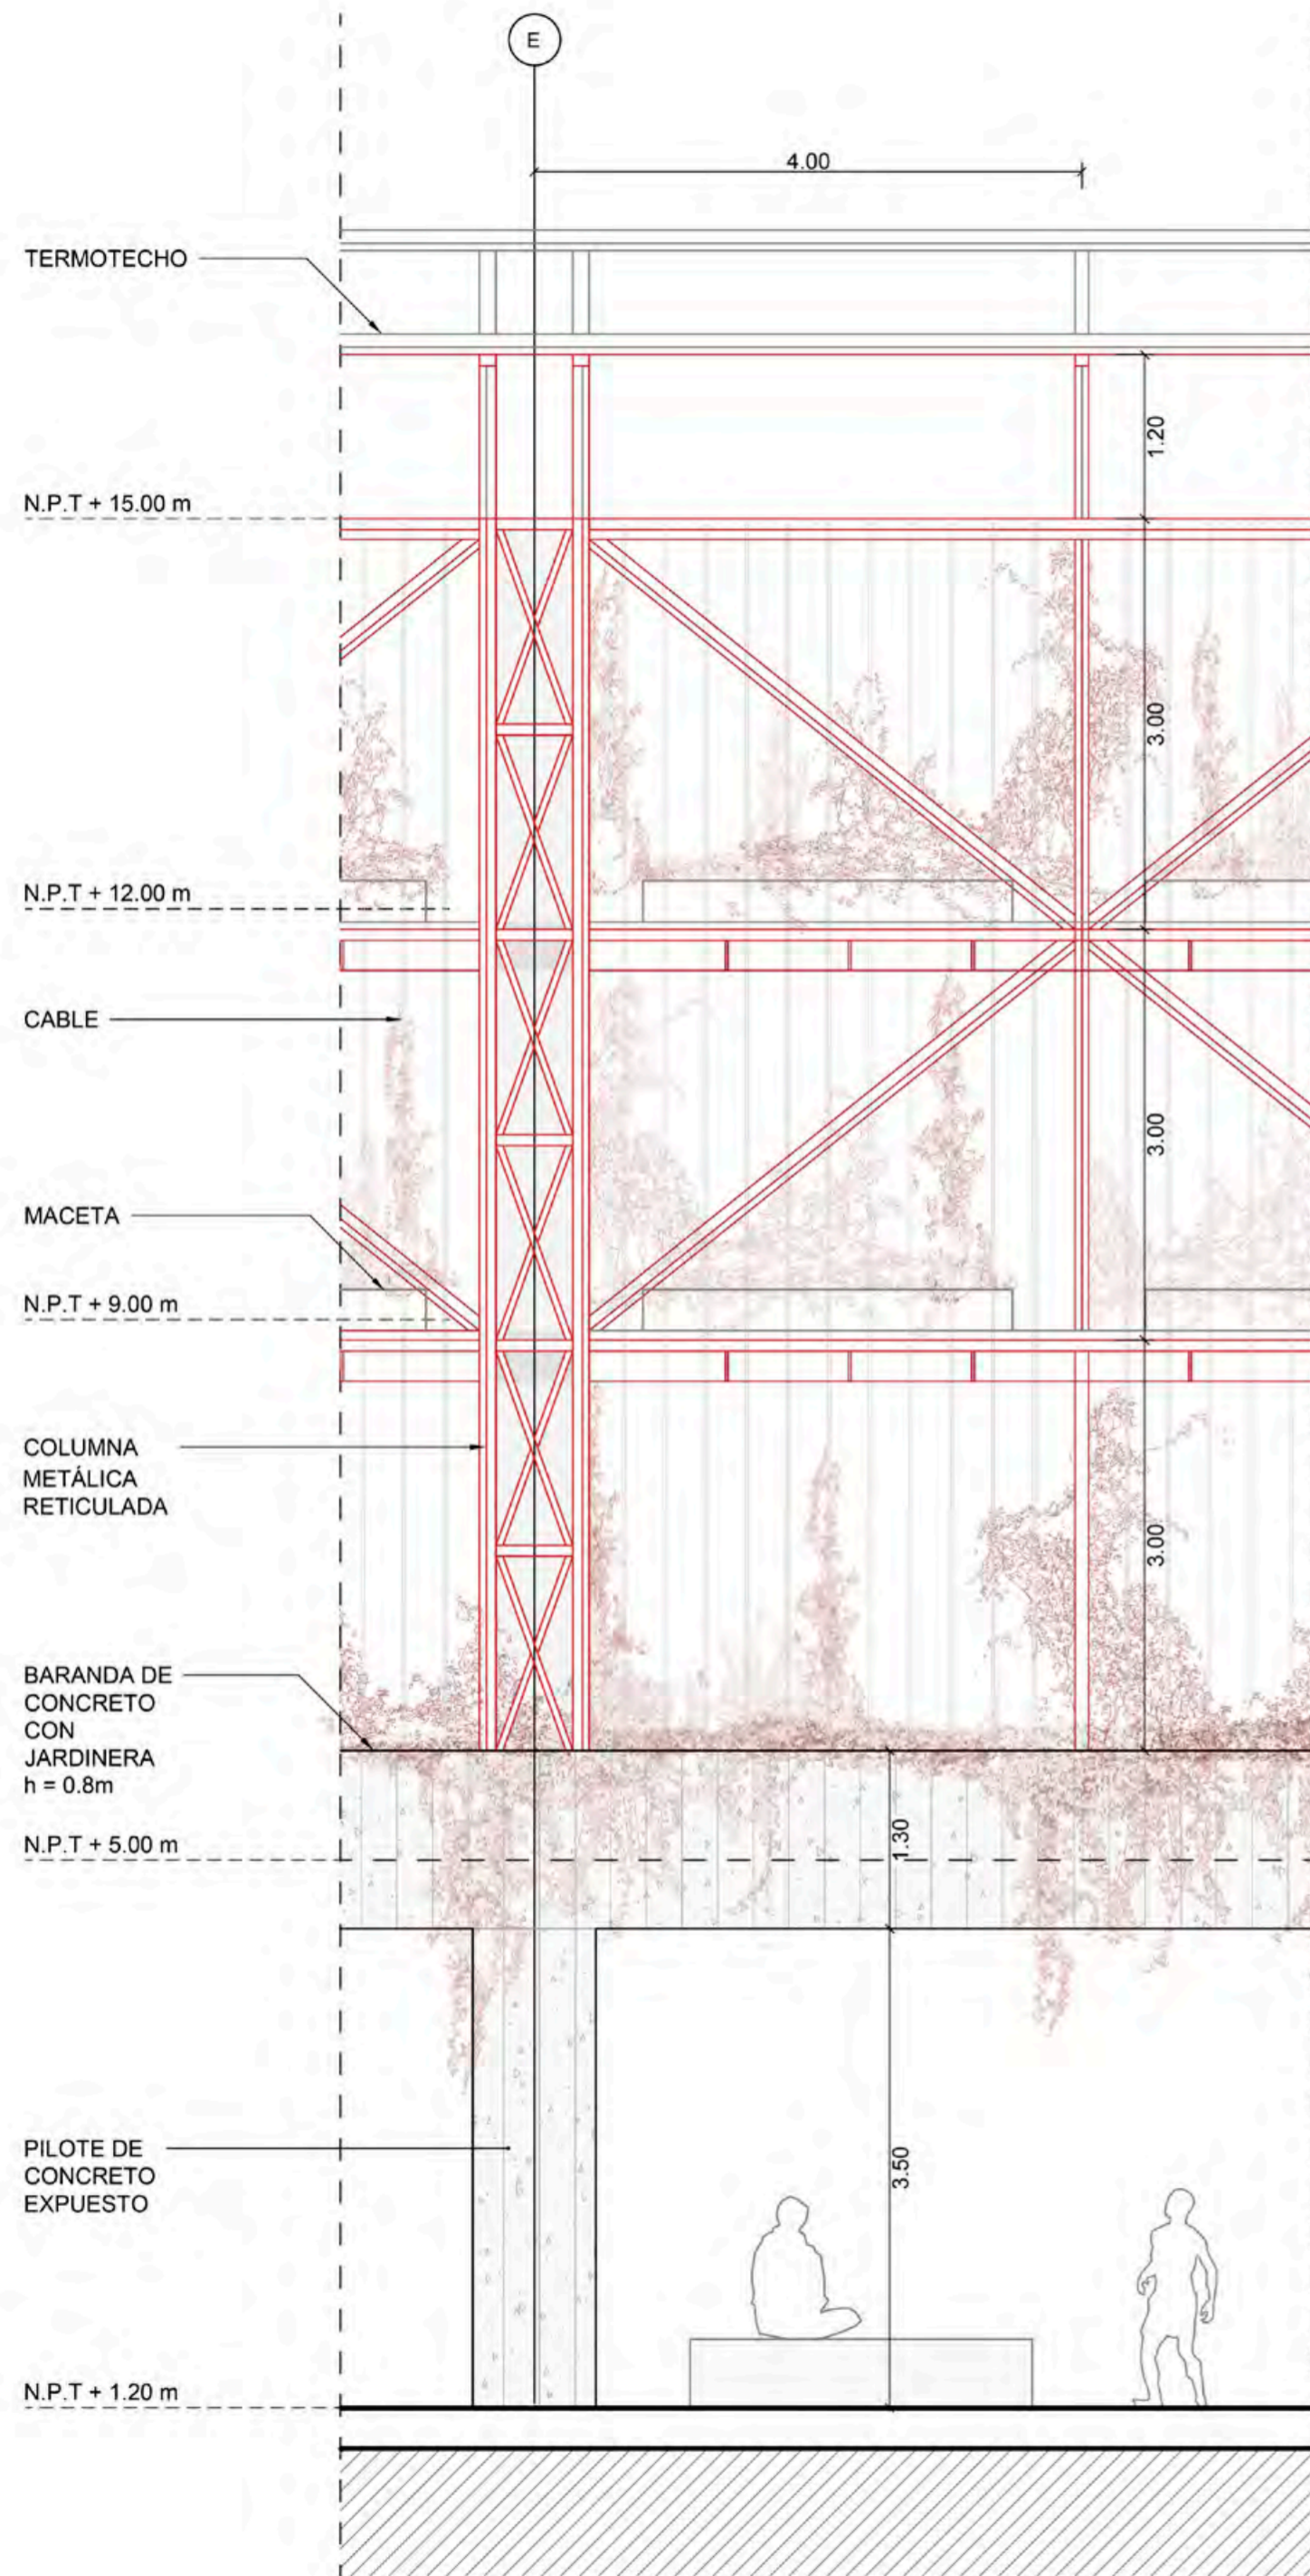 E
4.00
TERMOTECHO
1.20
N.P.T + 15.00 m
3.00
N.P.T + 12.00 m
CABLE
3.00
MACETA
N.P.T + 9.00 m
COLUMNA
METÁLICA
RETICULADA
3.00
BARANDA DE
CONCRETO
CON
JARDINERA
h = 0.8m
N.P.T + 5.00 m
1.30
PILOTE DE
CONCRETO
EXPUESTO
3.50
N.P.T + 1.20 m